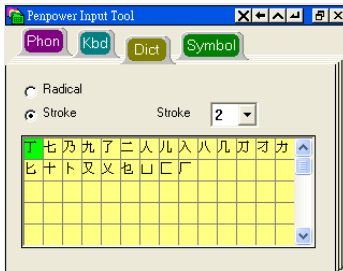 Penpower Input Tool
Phon Kbd Dict Symbol
Radical
Stroke Stroke 2
丁七乃九了二人儿入八几刀刁力
匕十卜又乂乜凵匚厂